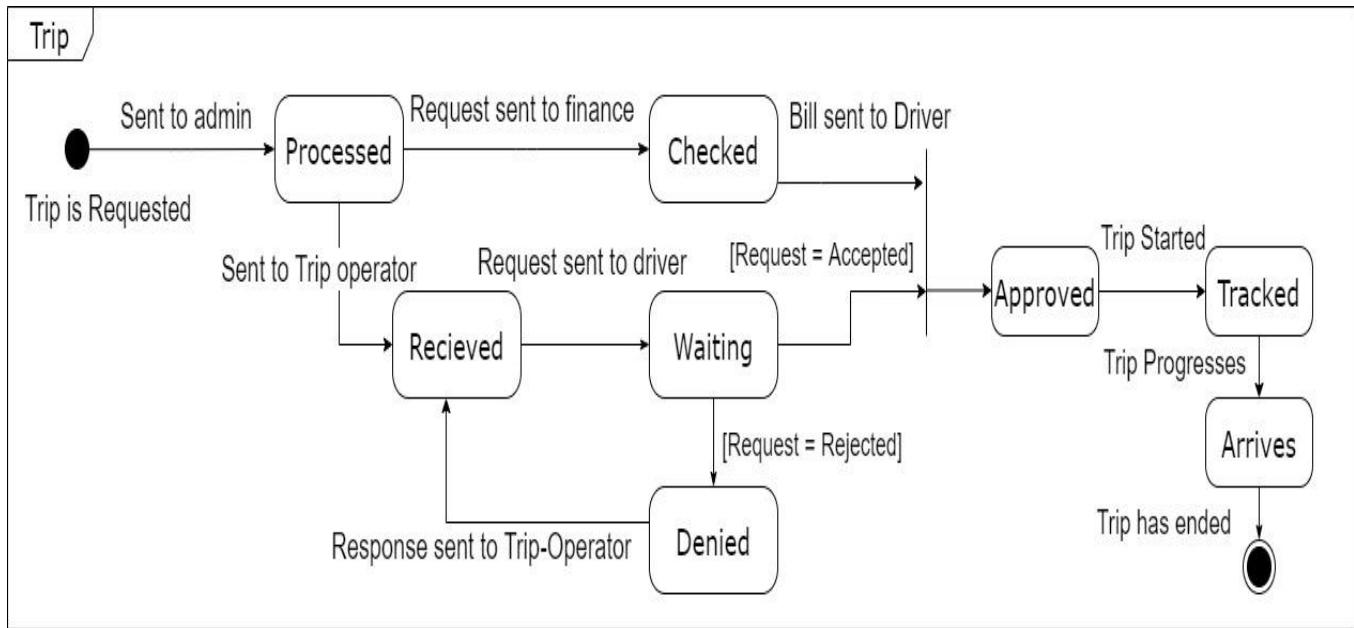 Trip
Sent to admin
Request sent to finance
Bill sent to Driver
Processed
Checked
Trip is Requested
Sent to Trip operator
Request sent to driver
[Request = Accepted]
Trip Started
Approved
Tracked
Recieved
Waiting
Trip Progresses
[Request = Rejected]
Arrives
Response sent to Trip-Operator
Denied
Trip has ended